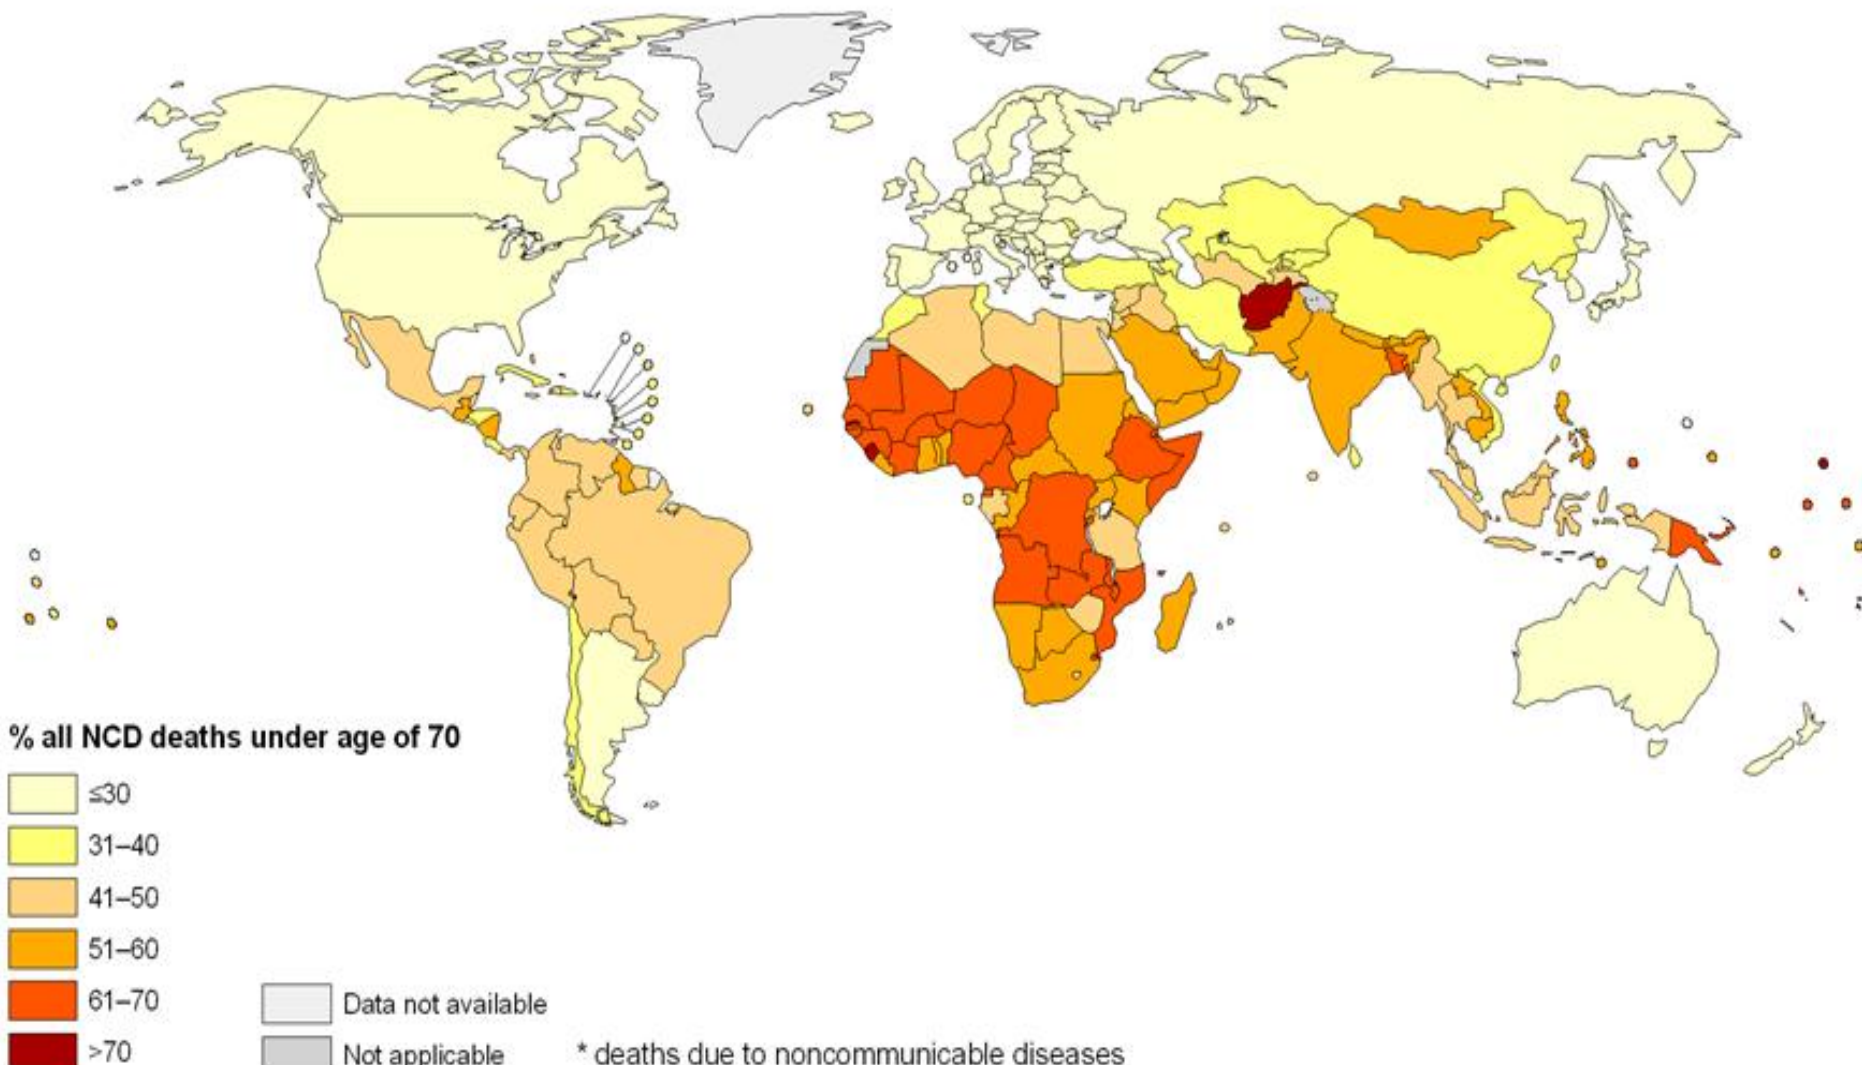 % all NCD deaths under age of 70
≤30
31–40
41–50
51–60
61–70
>70
Data not available
Not applicable
* deaths due to noncommunicable diseases